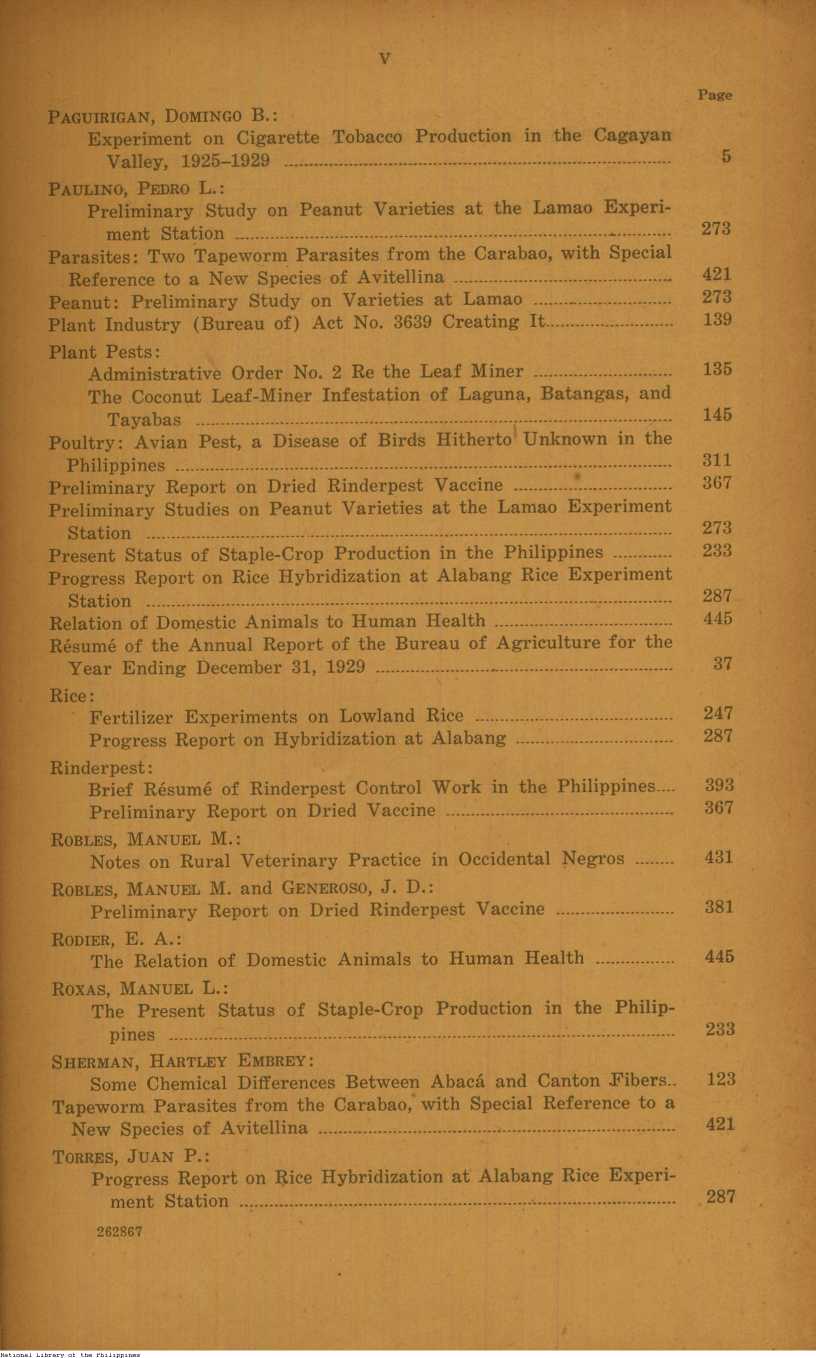 V
Page
PAGUIRIGAN, DOMINGO B.:
Experiment on Cigarette Tobacco Production in the Cagayan
Valley, 1925–1929 ........ 5
PAULINO, PEDRO L.:
Preliminary Study on Peanut Varieties at the Lamao Experi-
ment Station ........ 273
Parasites: Two Tapeworm Parasites from the Carabao, with Special
Reference to a New Species of Avitellina ........ 421
Peanut: Preliminary Study on Varieties at Lamao ........ 273
Plant Industry (Bureau of) Act No. 3639 Creating It ........ 139
Plant Pests:
Administrative Order No. 2 Re the Leaf Miner ........ 135
The Coconut Leaf-Miner Infestation of Laguna, Batangas, and
Tayabas ........ 145
Poultry: Avian Pest, a Disease of Birds Hitherto Unknown in the
Philippines ........ 311
Preliminary Report on Dried Rinderpest Vaccine ........ 367
Preliminary Studies on Peanut Varieties at the Lamao Experiment
Station ........ 273
Present Status of Staple-Crop Production in the Philippines ........ 233
Progress Report on Rice Hybridization at Alabang Rice Experiment
Station ........ 287
Relation of Domestic Animals to Human Health ........ 445
Résumé of the Annual Report of the Bureau of Agriculture for the
Year Ending December 31, 1929 ........ 37
Rice:
Fertilizer Experiments on Lowland Rice ........ 247
Progress Report on Hybridization at Alabang ........ 287
Rinderpest:
Brief Résumé of Rinderpest Control Work in the Philippines.... 393
Preliminary Report on Dried Vaccine ........ 367
ROBLES, MANUEL M.:
Notes on Rural Veterinary Practice in Occidental Negros ........ 431
ROBLES, MANUEL M. and GENEROSO, J. D.:
Preliminary Report on Dried Rinderpest Vaccine ........ 381
RODIER, E. A.:
The Relation of Domestic Animals to Human Health ........ 445
ROXAS, MANUEL L.:
The Present Status of Staple-Crop Production in the Philip-
pines ........ 233
SHERMAN, HARTLEY EMBREY:
Some Chemical Differences Between Abacá and Canton Fibers.. 123
Tapeworm Parasites from the Carabao, with Special Reference to a
New Species of Avitellina ........ 421
TORRES, JUAN P.:
Progress Report on Rice Hybridization at Alabang Rice Experi-
ment Station ........ 287
262867
National Library of the Philippines